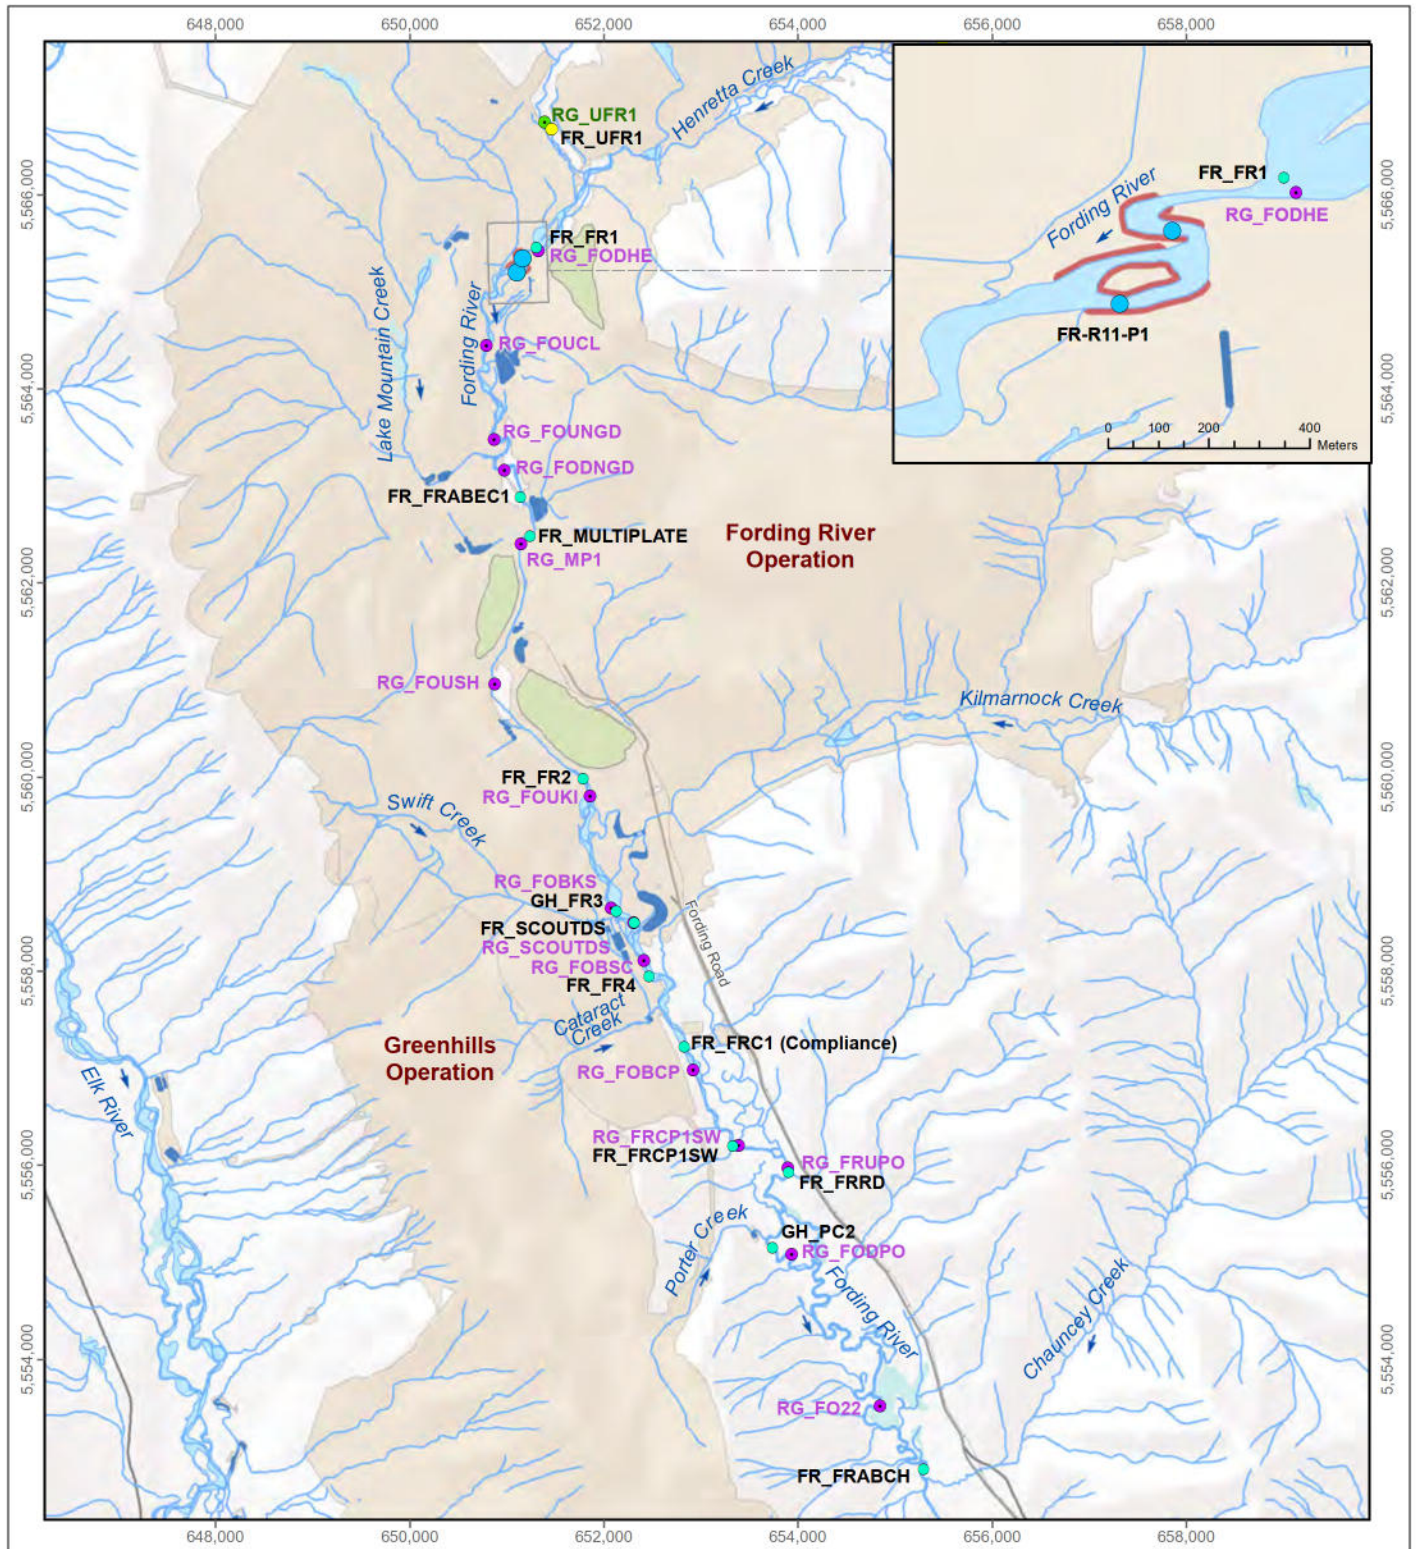 648,000
650,000
652,000
654,000
656,000
658,000
5,566,000
5,564,000
5,562,000
5,560,000
5,558,000
5,556,000
5,554,000
5,566,000
5,564,000
5,562,000
5,560,000
5,558,000
5,556,000
5,554,000
Henretta Creek
RG_UFR1
FR_UFR1
FR_FR1
RG_FODHE
Fording River
FR-R11-P1
0 100 200 400
Meters
FR_FR1
RG_FODHE
Lake Mountain Creek
Fording River
RG_FOUCL
RG_FOUNGD
RG_FODNGD
FR_FRABEC1
FR_MULTIPLATE
RG_MP1
Fording River
Operation
RG_FOUSH
Kilmarnock Creek
FR_FR2
RG_FOUKI
Swift Creek
RG_FOBKS
GH_FR3
FR_SCOUTDS
RG_SCOUTDS
RG_FOBSC
FR_FR4
Fording Road
Cataract
Creek
Greenhills
Operation
FR_FRC1 (Compliance)
RG_FOBCP
Elk River
RG_FRCP1SW
FR_FRCP1SW
RG_FRUPO
FR_FRRD
Porter Creek
GH_PC2
RG_FODPO
Fording River
Chauncey Creek
RG_FO22
FR_FRABCH
648,000
650,000
652,000
654,000
656,000
658,000